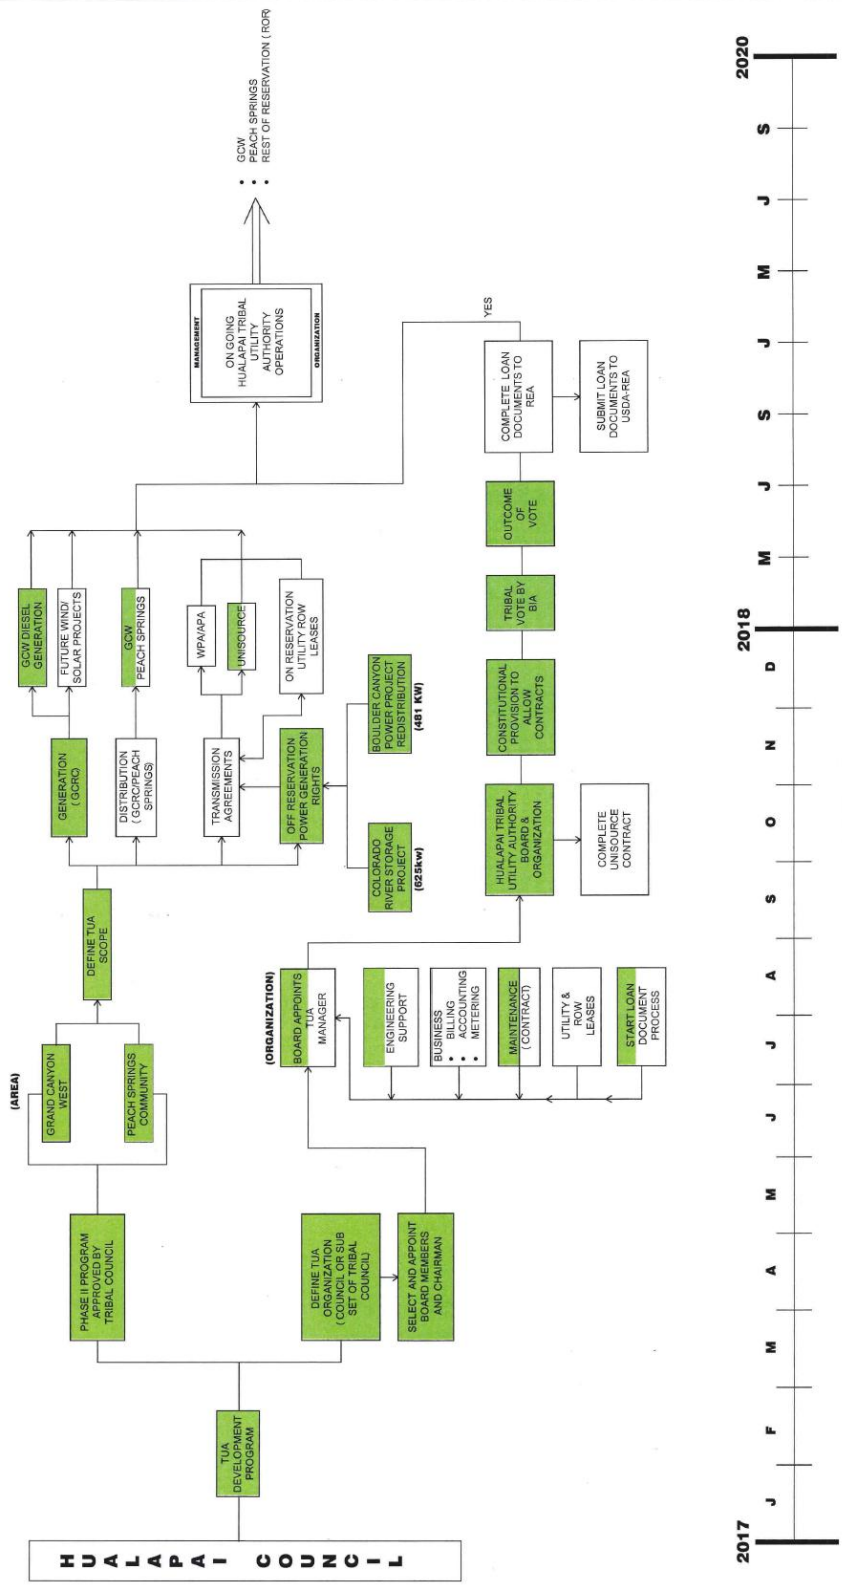 HUALAPAI COUNCIL
TUA
DEVELOPMENT
PROGRAM
PHASE II PROGRAM
APPROVED BY
TRIBAL COUNCIL
DEFINE TUA
ORGANIZATION
( COUNCIL OR SUB
SET OF TRIBAL
COUNCIL)
SELECT AND APPOINT
BOARD MEMBERS
AND CHAIRMAN
(AREA)
GRAND CANYON
WEST
PEACH SPRINGS
COMMUNITY
DEFINE TUA
SCOPE
(ORGANIZATION)
BOARD APPOINTS
TUA
MANAGER
ENGINEERING
SUPPORT
BUSINESS
• BILLING
• ACCOUNTING
• METERING
MAINTENANCE
( CONTRACT)
UTILITY &
ROW
LEASES
START LOAN
DOCUMENT
PROCESS
GENERATION
( GCRC)
DISTRIBUTION
(GCRC/PEACH
SPRINGS)
TRANSMISSION
AGREEMENTS
OFF RESERVATION
POWER GENERATION
RIGHTS
COLORADO
RIVER STORAGE
PROJECT
(625kw)
BOULDER CANYON
POWER PROJECT
REDISTRIBUTION
(481 KW)
GCW DIESEL
GENERATION
FUTURE WIND/
SOLAR PROJECTS
GCW
PEACH SPRINGS
WPA/APA
UNISOURCE
ON RESERVATION
UTILITY ROW
LEASES
HUALAPAI TRIBAL
UTILITY AUTHORITY
BOARD &
ORGANIZATION
COMPLETE
UNISOURCE
CONTRACT
CONSTITUTIONAL
PROVISION TO
ALLOW
CONTRACTS
TRIBAL
VOTE BY
BIA
OUTCOME
OF
VOTE
COMPLETE LOAN
DOCUMENTS TO
REA
SUBMIT LOAN
DOCUMENTS TO
USDA-REA
YES
MANAGEMENT
ON GOING
HUALAPAI TRIBAL
UTILITY
AUTHORITY
OPERATIONS
ORGANIZATION
• GCW
• PEACH SPRINGS
• REST OF RESERVATION ( ROR)
2017 J F M A M J J A S O N D 2018 M J S J M J S 2020